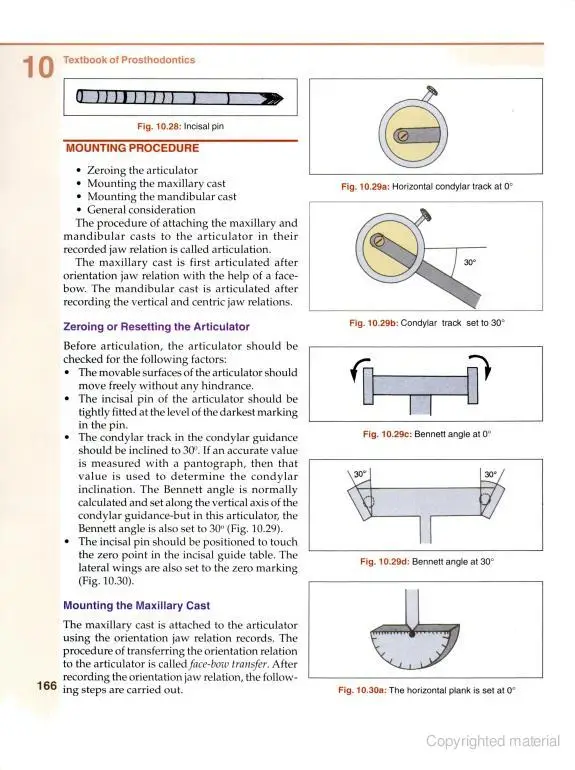 10
Textbook of Prosthodontics
Fig. 10.28: Incisal pin
MOUNTING PROCEDURE
• Zeroing the articulator
• Mounting the maxillary cast
• Mounting the mandibular cast
• General consideration
The procedure of attaching the maxillary and
mandibular casts to the articulator in their
recorded jaw relation is called articulation.
The maxillary cast is first articulated after
orientation jaw relation with the help of a face-
bow. The mandibular cast is articulated after
recording the vertical and centric jaw relations.
Zeroing or Resetting the Articulator
Before articulation, the articulator should be
checked for the following factors:
• The movable surfaces of the articulator should
move freely without any hindrance.
• The incisal pin of the articulator should be
tightly fitted at the level of the darkest marking
in the pin.
• The condylar track in the condylar guidance
should be inclined to 30°. If an accurate value
is measured with a pantograph, then that
value is used to determine the condylar
inclination. The Bennett angle is normally
calculated and set along the vertical axis of the
condylar guidance-but in this articulator, the
Bennett angle is also set to 30° (Fig. 10.29).
• The incisal pin should be positioned to touch
the zero point in the incisal guide table. The
lateral wings are also set to the zero marking
(Fig. 10.30).
Mounting the Maxillary Cast
The maxillary cast is attached to the articulator
using the orientation jaw relation records. The
procedure of transferring the orientation relation
to the articulator is called face-bow transfer. After
recording the orientation jaw relation, the follow-
ing steps are carried out.
166
Fig. 10.29a: Horizontal condylar track at 0°
30°
Fig. 10.29b: Condylar track set to 30°
Fig. 10.29c: Bennett angle at 0°
30°
30°
Fig. 10.29d: Bennett angle at 30°
Fig. 10.30a: The horizontal plank is set at 0°
Copyrighted material